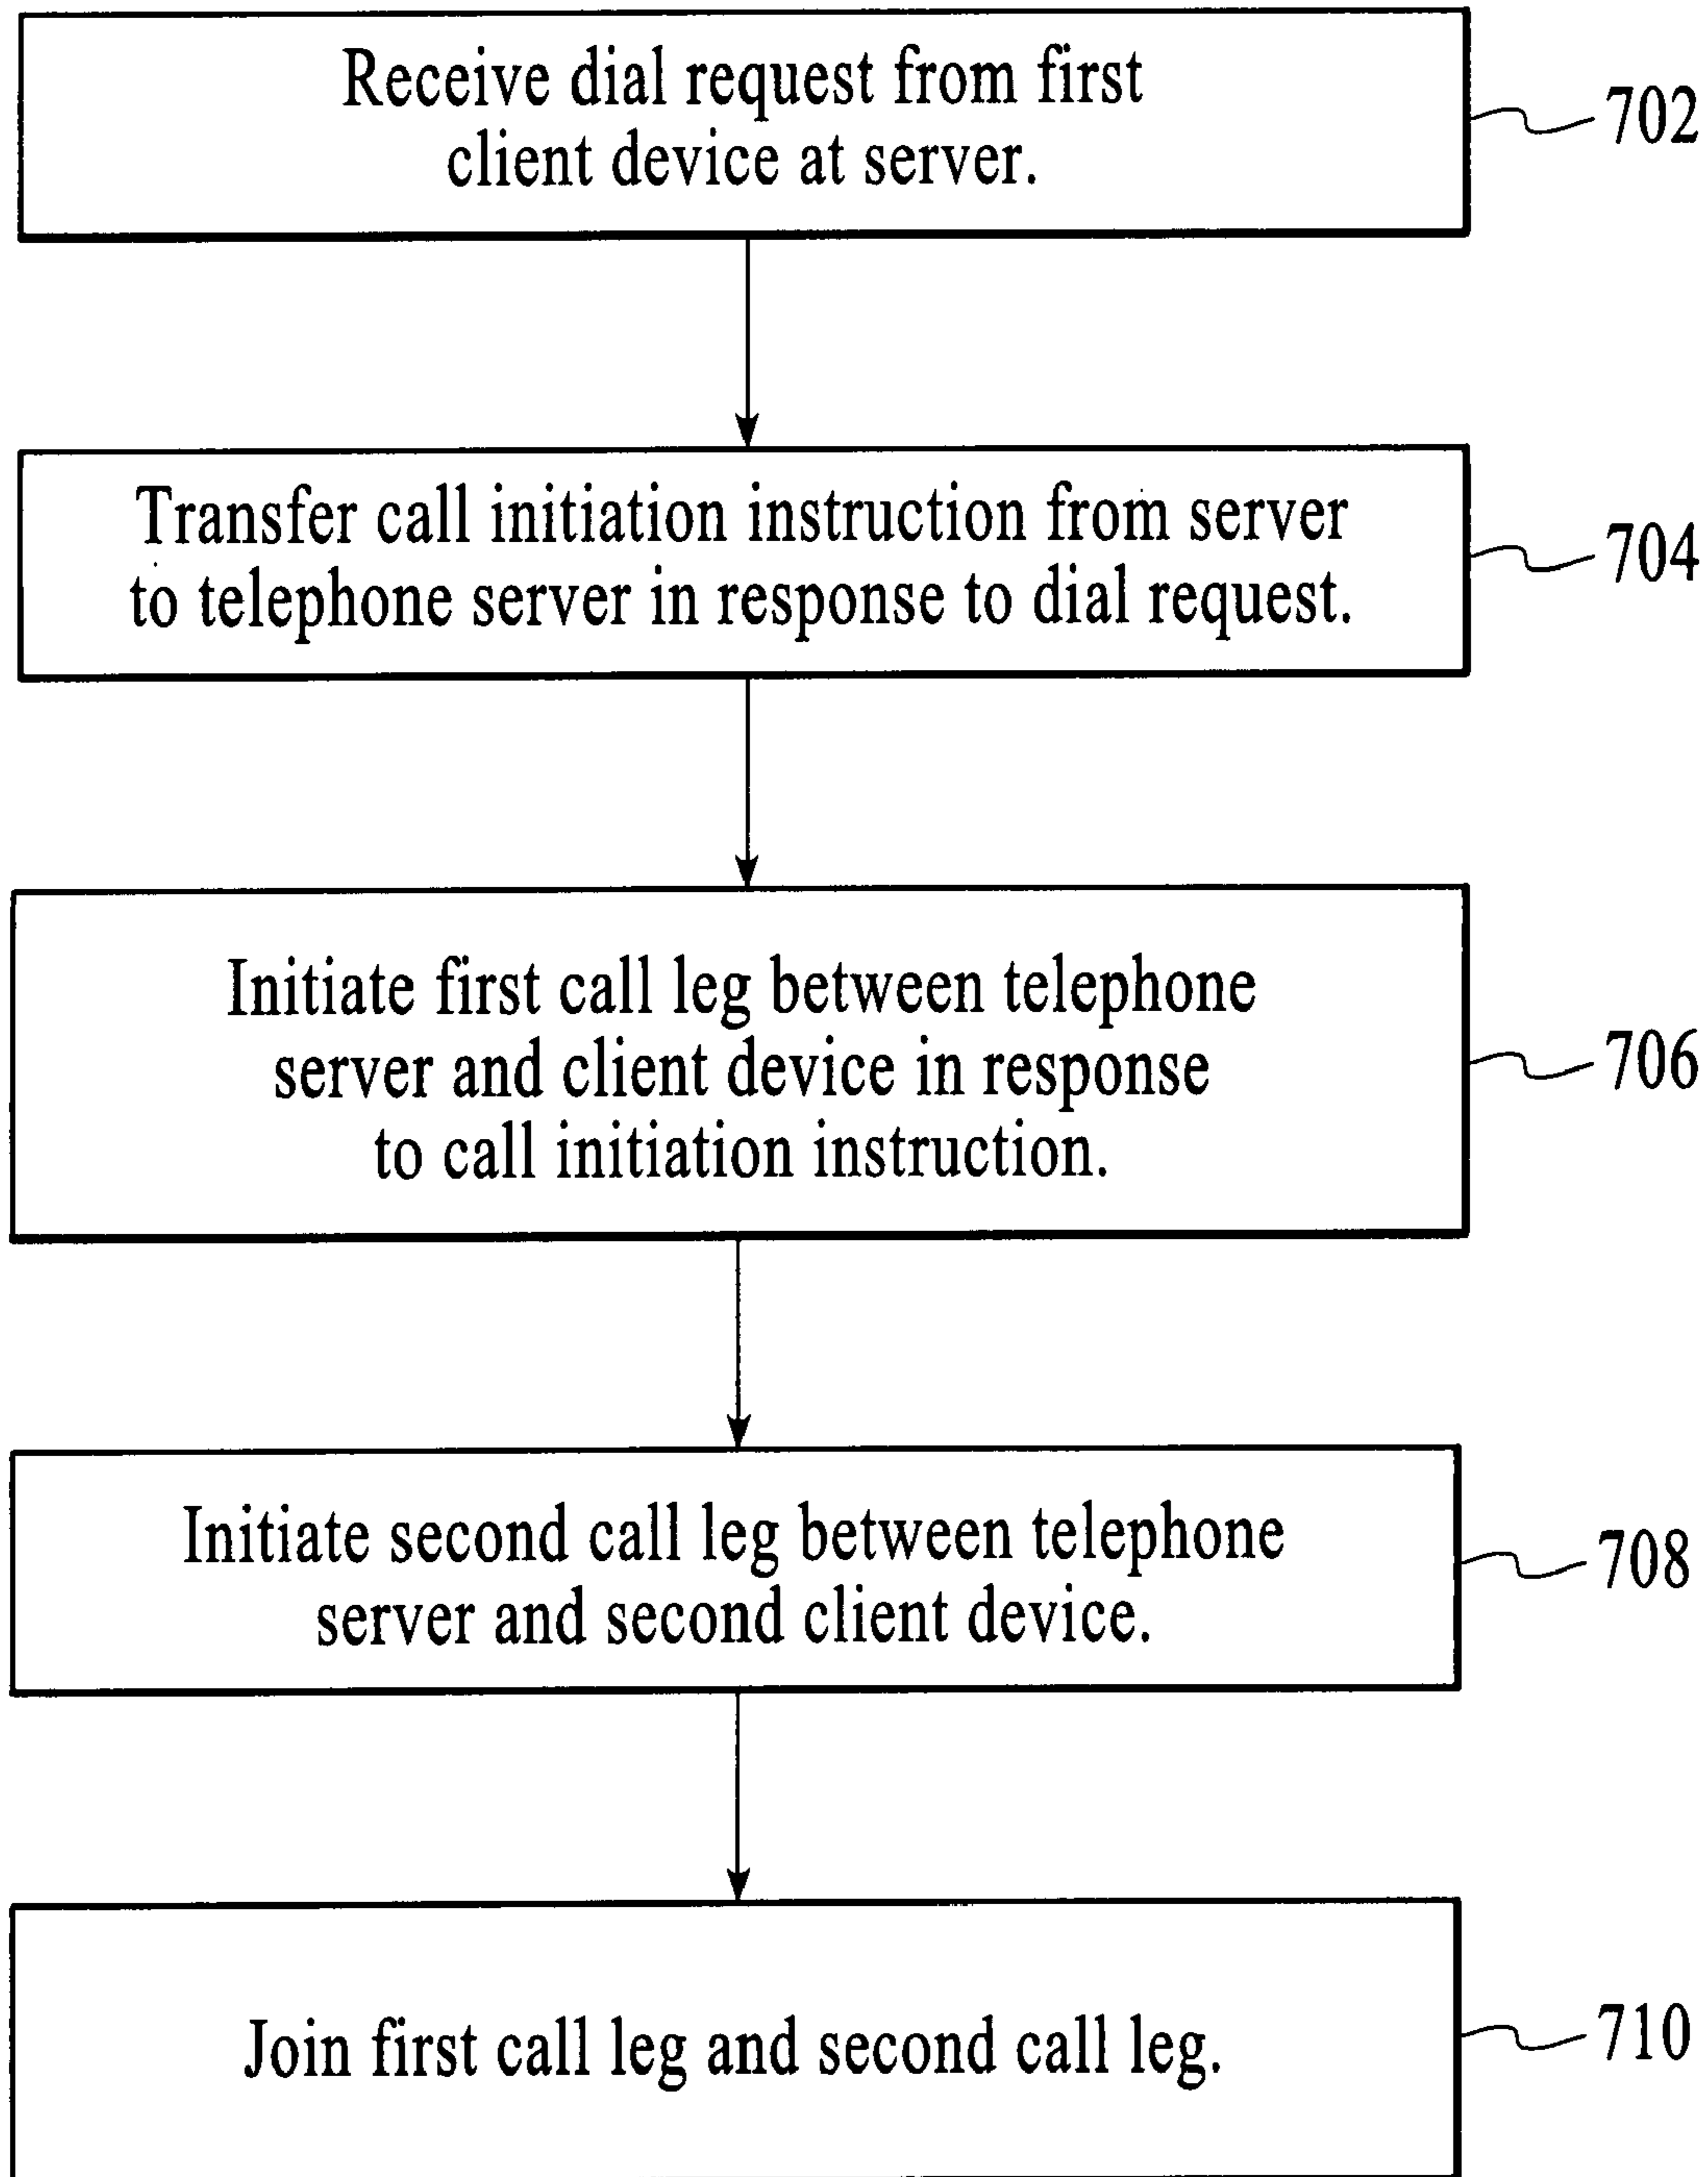 Receive dial request from first
client device at server.
702
Transfer call initiation instruction from server
to telephone server in response to dial request.
704
Initiate first call leg between telephone
server and client device in response
to call initiation instruction.
706
Initiate second call leg between telephone
server and second client device.
708
Join first call leg and second call leg.
710